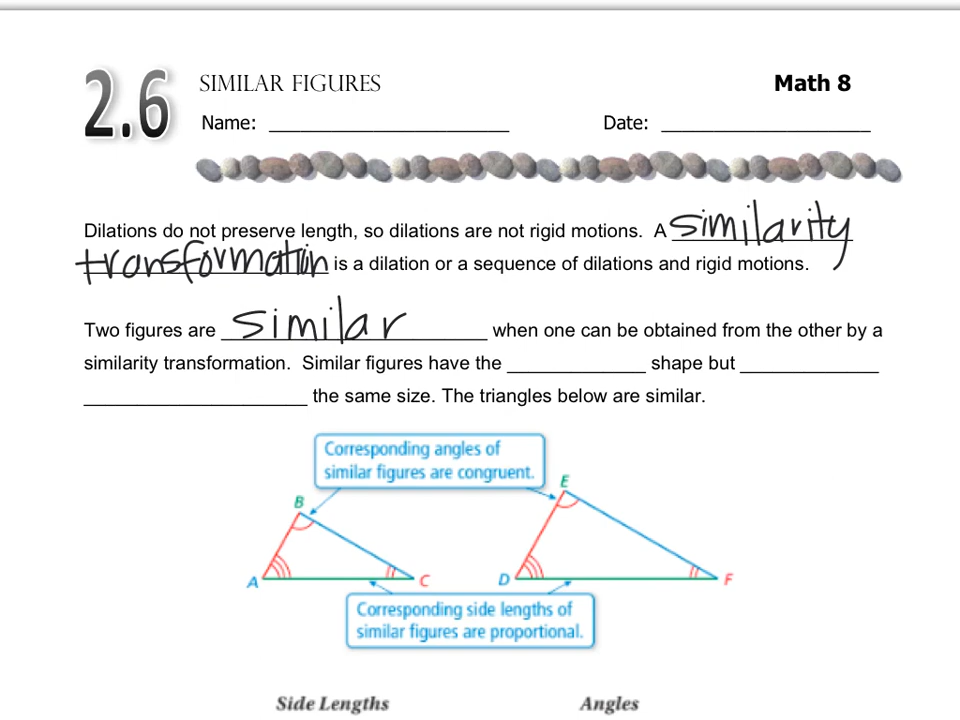 2.6 SIMILAR FIGURES Math 8
Name: _______________________ Date: ____________________
Dilations do not preserve length, so dilations are not rigid motions. A similarity
transformation is a dilation or a sequence of dilations and rigid motions.
Two figures are similar when one can be obtained from the other by a
similarity transformation. Similar figures have the _____________ shape but _____________
_____________________ the same size. The triangles below are similar.
Corresponding angles of
similar figures are congruent.
B E
A C D F
Corresponding side lengths of
similar figures are proportional.
Side Lengths Angles